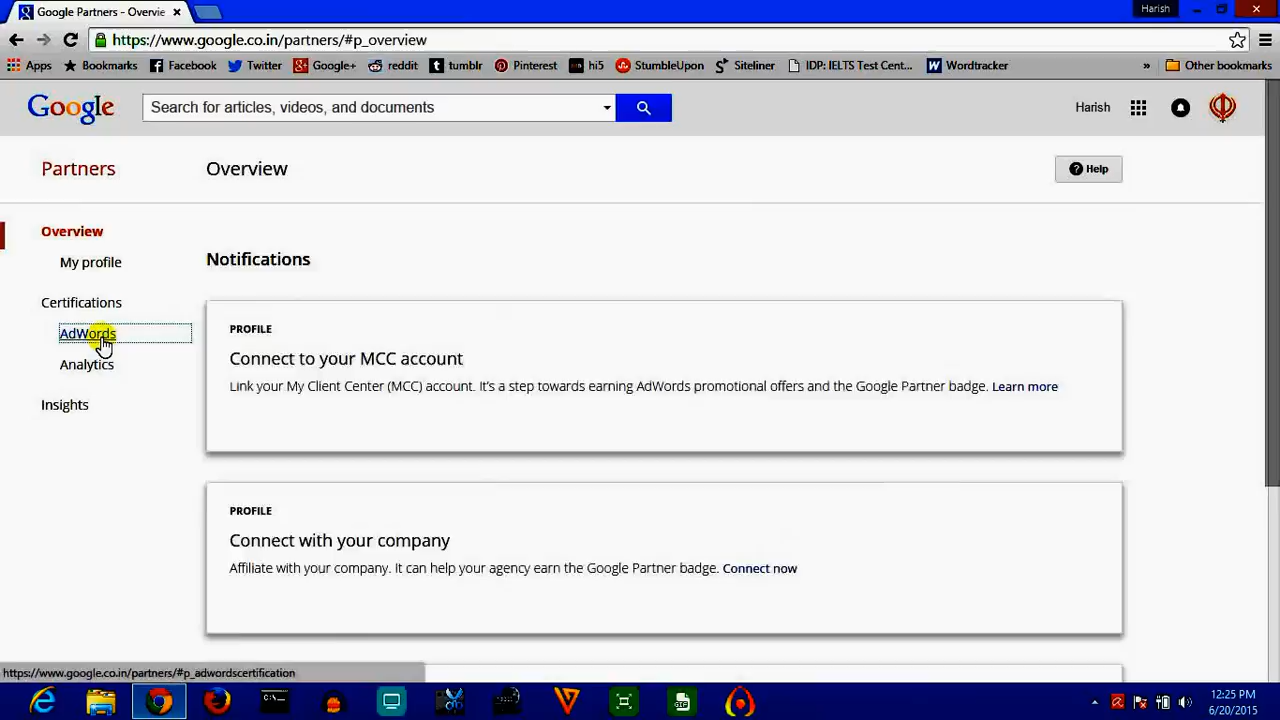 Google Partners - Overvie
Harish
https://www.google.co.in/partners/#p_overview
Apps Bookmarks Facebook Twitter Google+ reddit tumblr Pinterest hi5 StumbleUpon Siteliner IDP: IELTS Test Cent... Wordtracker » Other bookmarks
Google Search for articles, videos, and documents Harish
Partners Overview Help
Overview
My profile
Certifications
AdWords
Analytics
Insights
Notifications
PROFILE
Connect to your MCC account
Link your My Client Center (MCC) account. It's a step towards earning AdWords promotional offers and the Google Partner badge. Learn more
PROFILE
Connect with your company
Affiliate with your company. It can help your agency earn the Google Partner badge. Connect now
https://www.google.co.in/partners/#p_adwordscertification
12:25 PM
6/20/2015